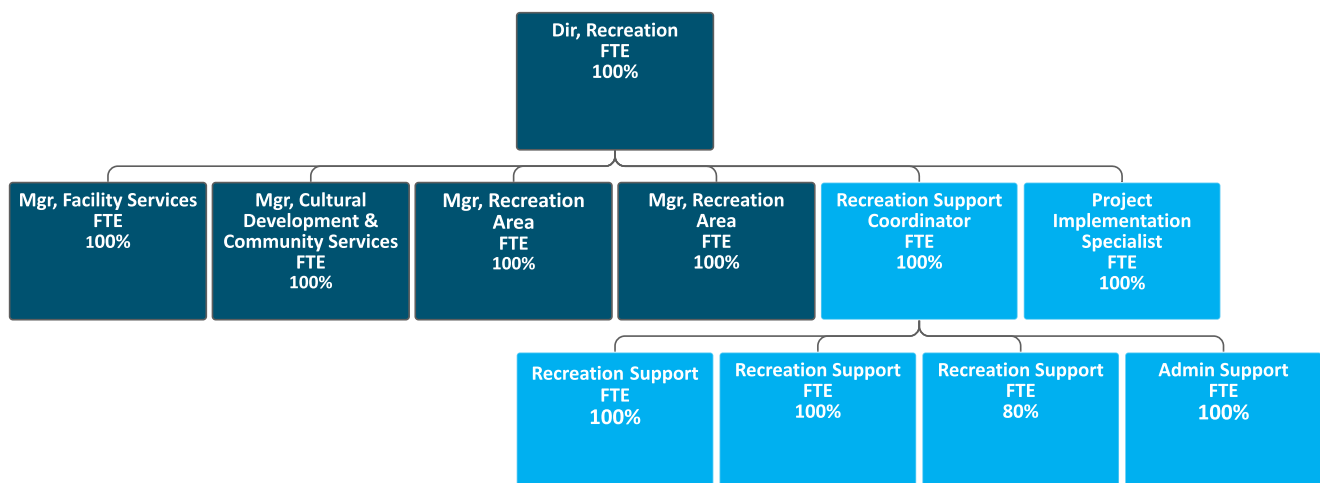 Dir, Recreation
FTE
100%
Mgr, Facility Services
FTE
100%
Mgr, Cultural
Development &
Community Services
FTE
100%
Mgr, Recreation
Area
FTE
100%
Mgr, Recreation
Area
FTE
100%
Recreation Support
Coordinator
FTE
100%
Project
Implementation
Specialist
FTE
100%
Recreation Support
FTE
100%
Recreation Support
FTE
100%
Recreation Support
FTE
80%
Admin Support
FTE
100%